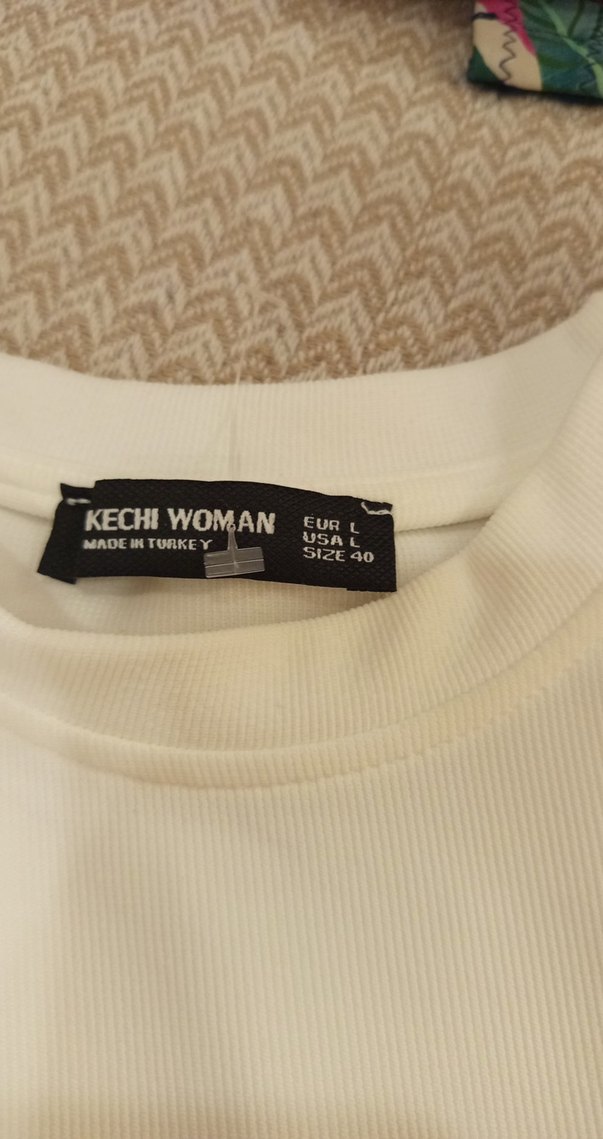 KECHI WOMAN
MADE IN TURKEY
EUR L
USA L
SIZE 40